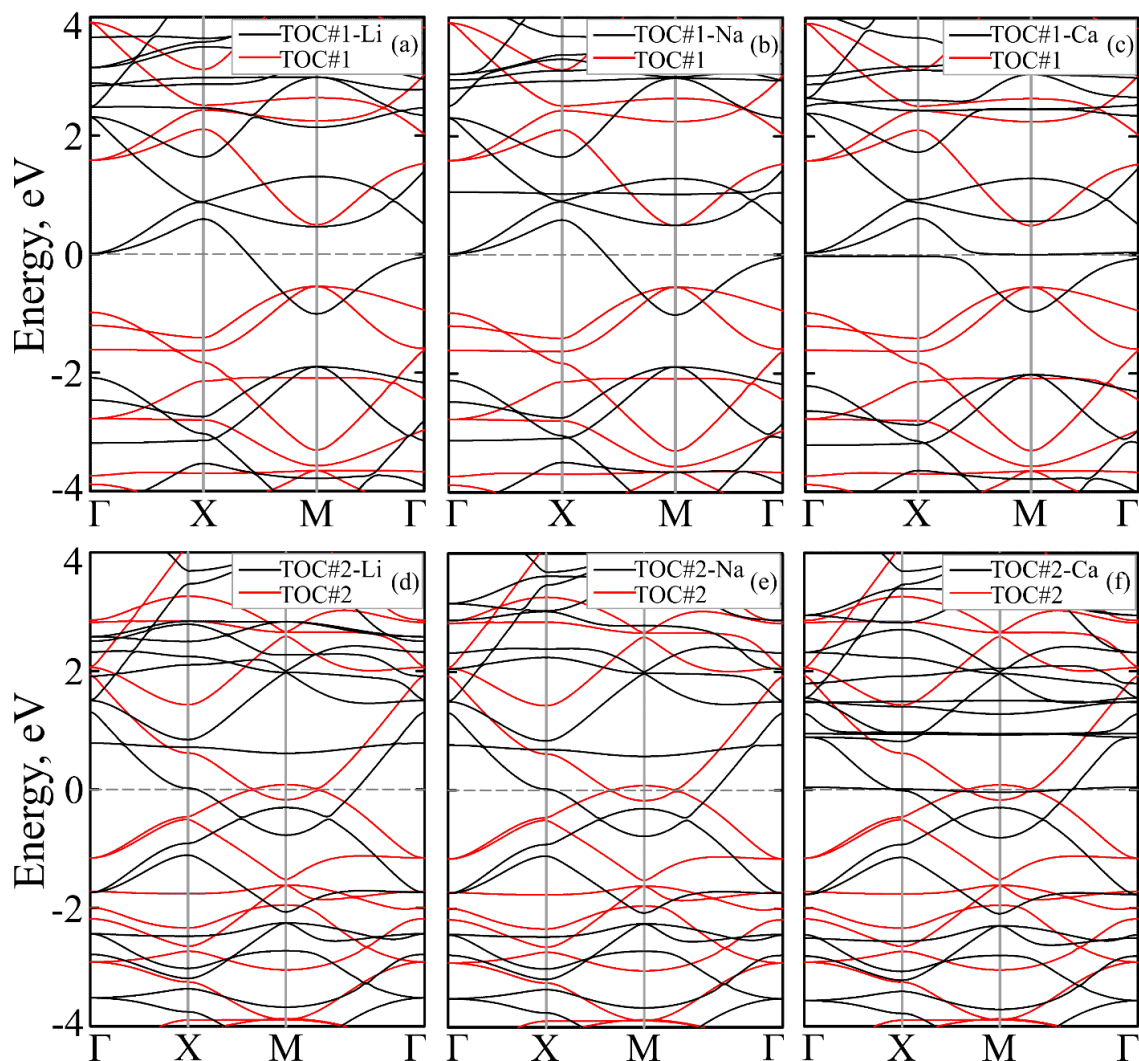 4
TOC#1-Li (a)
TOC#1
TOC#1-Na (b)
TOC#1
TOC#1-Ca (c)
TOC#1
2
0
-2
-4
Energy, eV
Γ X M Γ
Γ X M Γ
Γ X M Γ
4
TOC#2-Li (d)
TOC#2
TOC#2-Na (e)
TOC#2
TOC#2-Ca (f)
TOC#2
2
0
-2
-4
Energy, eV
Γ X M Γ
Γ X M Γ
Γ X M Γ